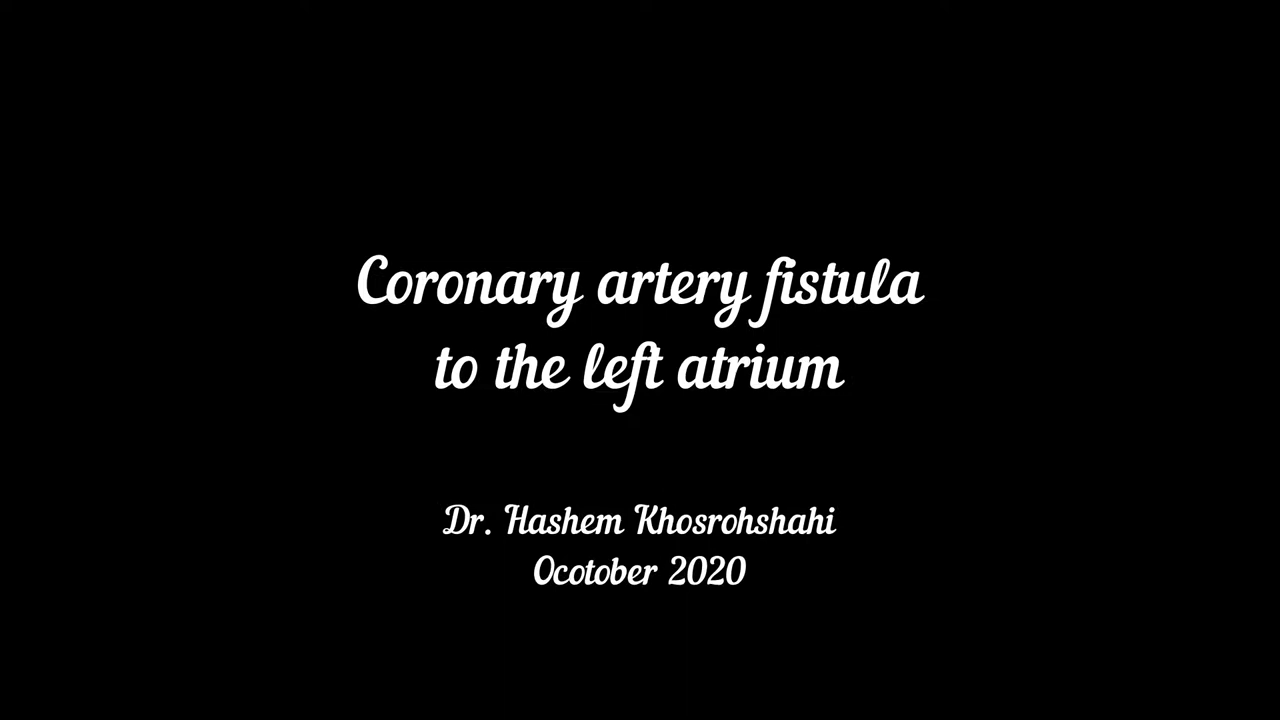 Coronary artery fistula
to the left atrium
Dr. Hashem Khosrohshahi
Ocotober 2020